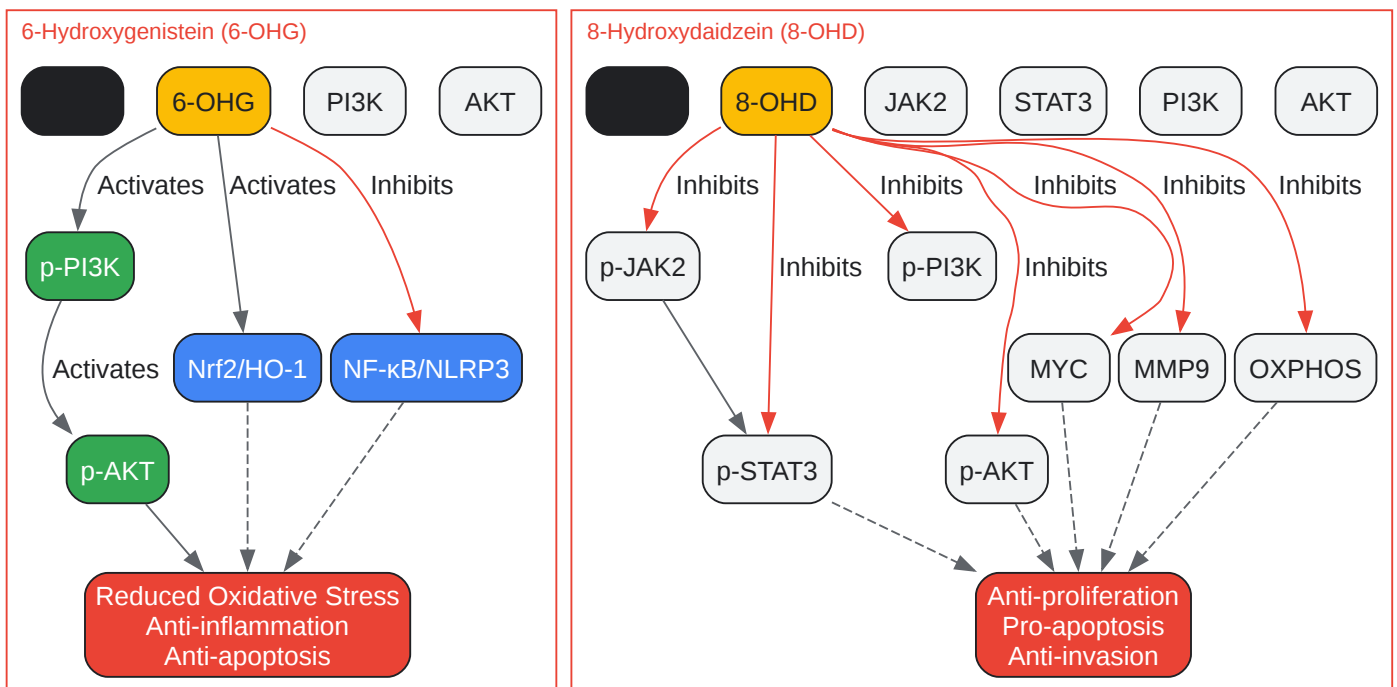 6-Hydroxygenistein (6-OHG)
6-OHG
PI3K
AKT
Activates
Activates
Inhibits
p-PI3K
Activates
Nrf2/HO-1
NF-κB/NLRP3
p-AKT
Reduced Oxidative Stress
Anti-inflammation
Anti-apoptosis
8-Hydroxydaidzein (8-OHD)
8-OHD
JAK2
STAT3
PI3K
AKT
Inhibits
Inhibits
Inhibits
Inhibits
Inhibits
p-JAK2
Inhibits
p-PI3K
Inhibits
MYC
MMP9
OXPHOS
p-STAT3
p-AKT
Anti-proliferation
Pro-apoptosis
Anti-invasion